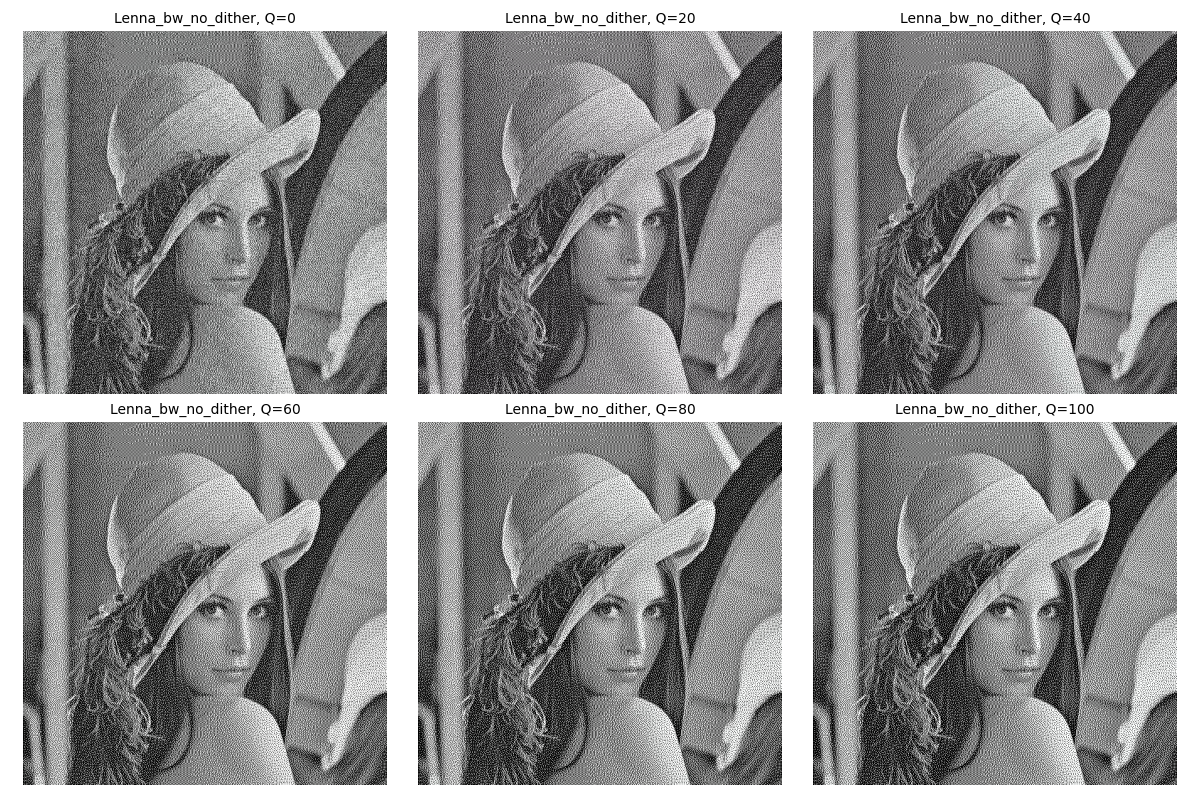 Lenna_bw_no_dither, Q=0
Lenna_bw_no_dither, Q=20
Lenna_bw_no_dither, Q=40
Lenna_bw_no_dither, Q=60
Lenna_bw_no_dither, Q=80
Lenna_bw_no_dither, Q=100